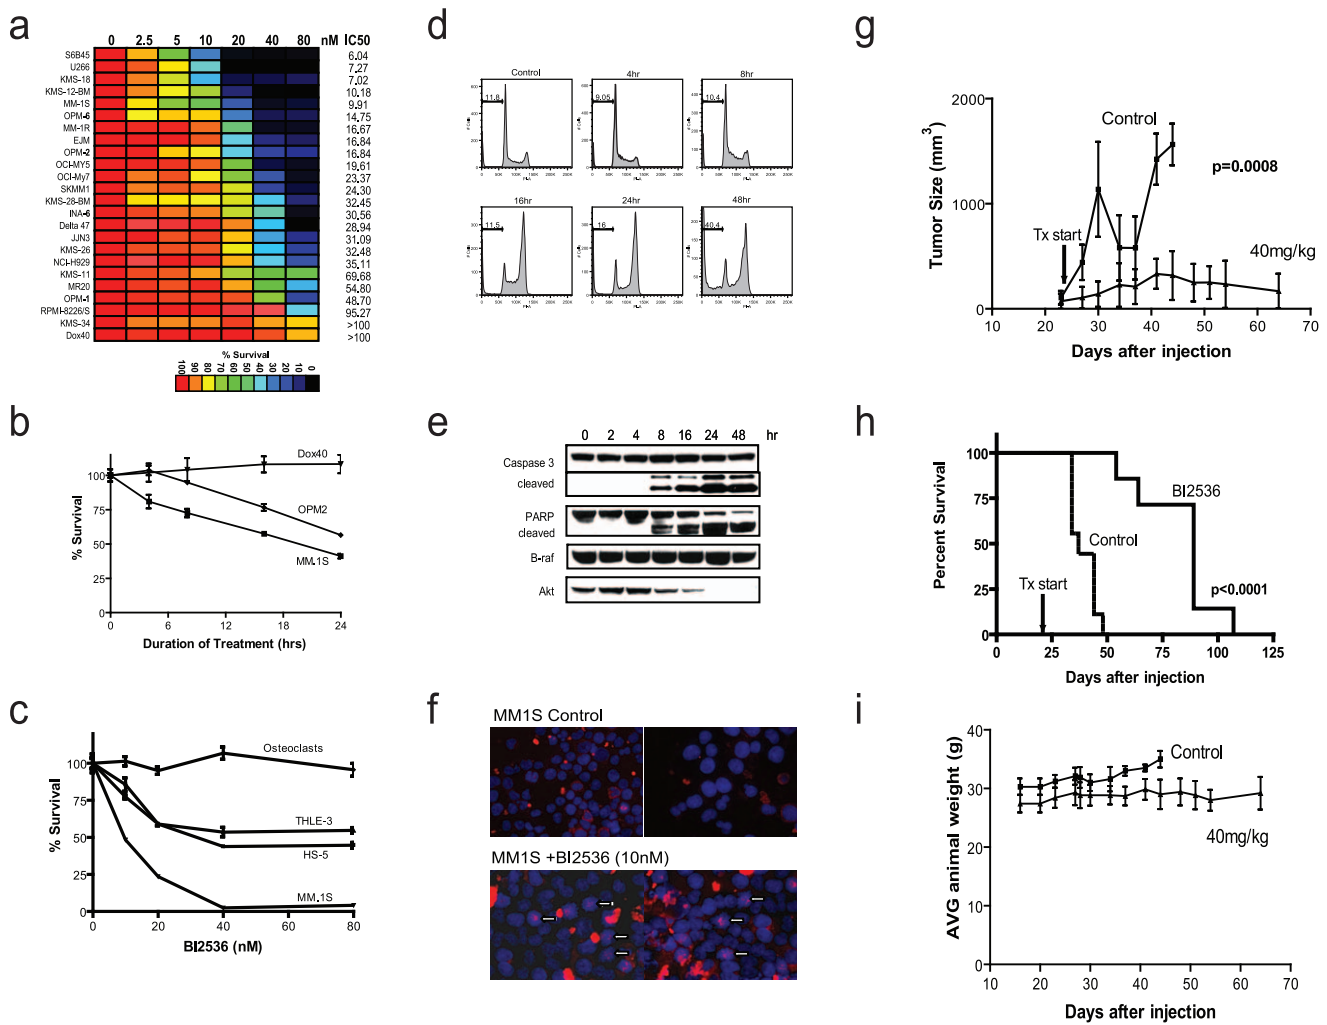 a
0 2.5 5 10 20 40 80 nM IC50
S6B45 6.04
U266 7.27
KMS-18 7.02
KMS-12-BM 10.18
MM-1S 9.91
OPM-6 14.75
MM-1R 16.67
EJM 16.84
OPM-2 16.84
OCI-MY5 19.61
OCI-My7 23.37
SKMM1 24.30
KMS-28-BM 32.45
INA-6 30.56
Delta 47 28.94
JJN3 31.09
KMS-26 32.48
NCI-H929 35.11
KMS-11 69.68
MR20 54.80
OPM-1 48.70
RPMI-8226/S 95.27
KMS-34 >100
Dox40 >100
% Survival
100 90 80 70 60 50 40 30 20 10 0
b
% Survival
100
75
50
25
0
Dox40
OPM2
MM.1S
0 6 12 18 24
Duration of Treatment (hrs)
c
% Survival
100
75
50
25
0
Osteoclasts
THLE-3
HS-5
MM.1S
0 20 40 60 80
BI2536 (nM)
d
Control 4hr 8hr
11.8 9.05 10.4
16hr 24hr 48hr
11.5 16 40.4
e
0 2 4 8 16 24 48 hr
Caspase 3
cleaved
PARP
cleaved
B-raf
Akt
f
MM1S Control
MM1S +BI2536 (10nM)
g
Tumor Size (mm3)
2000
1000
0
Control
p=0.0008
Tx start
40mg/kg
10 20 30 40 50 60 70
Days after injection
h
Percent Survival
100
75
50
25
0
BI2536
Control
Tx start
p<0.0001
0 25 50 75 100 125
Days after injection
i
AVG animal weight (g)
40
30
20
10
0
Control
40mg/kg
10 20 30 40 50 60 70
Days after injection